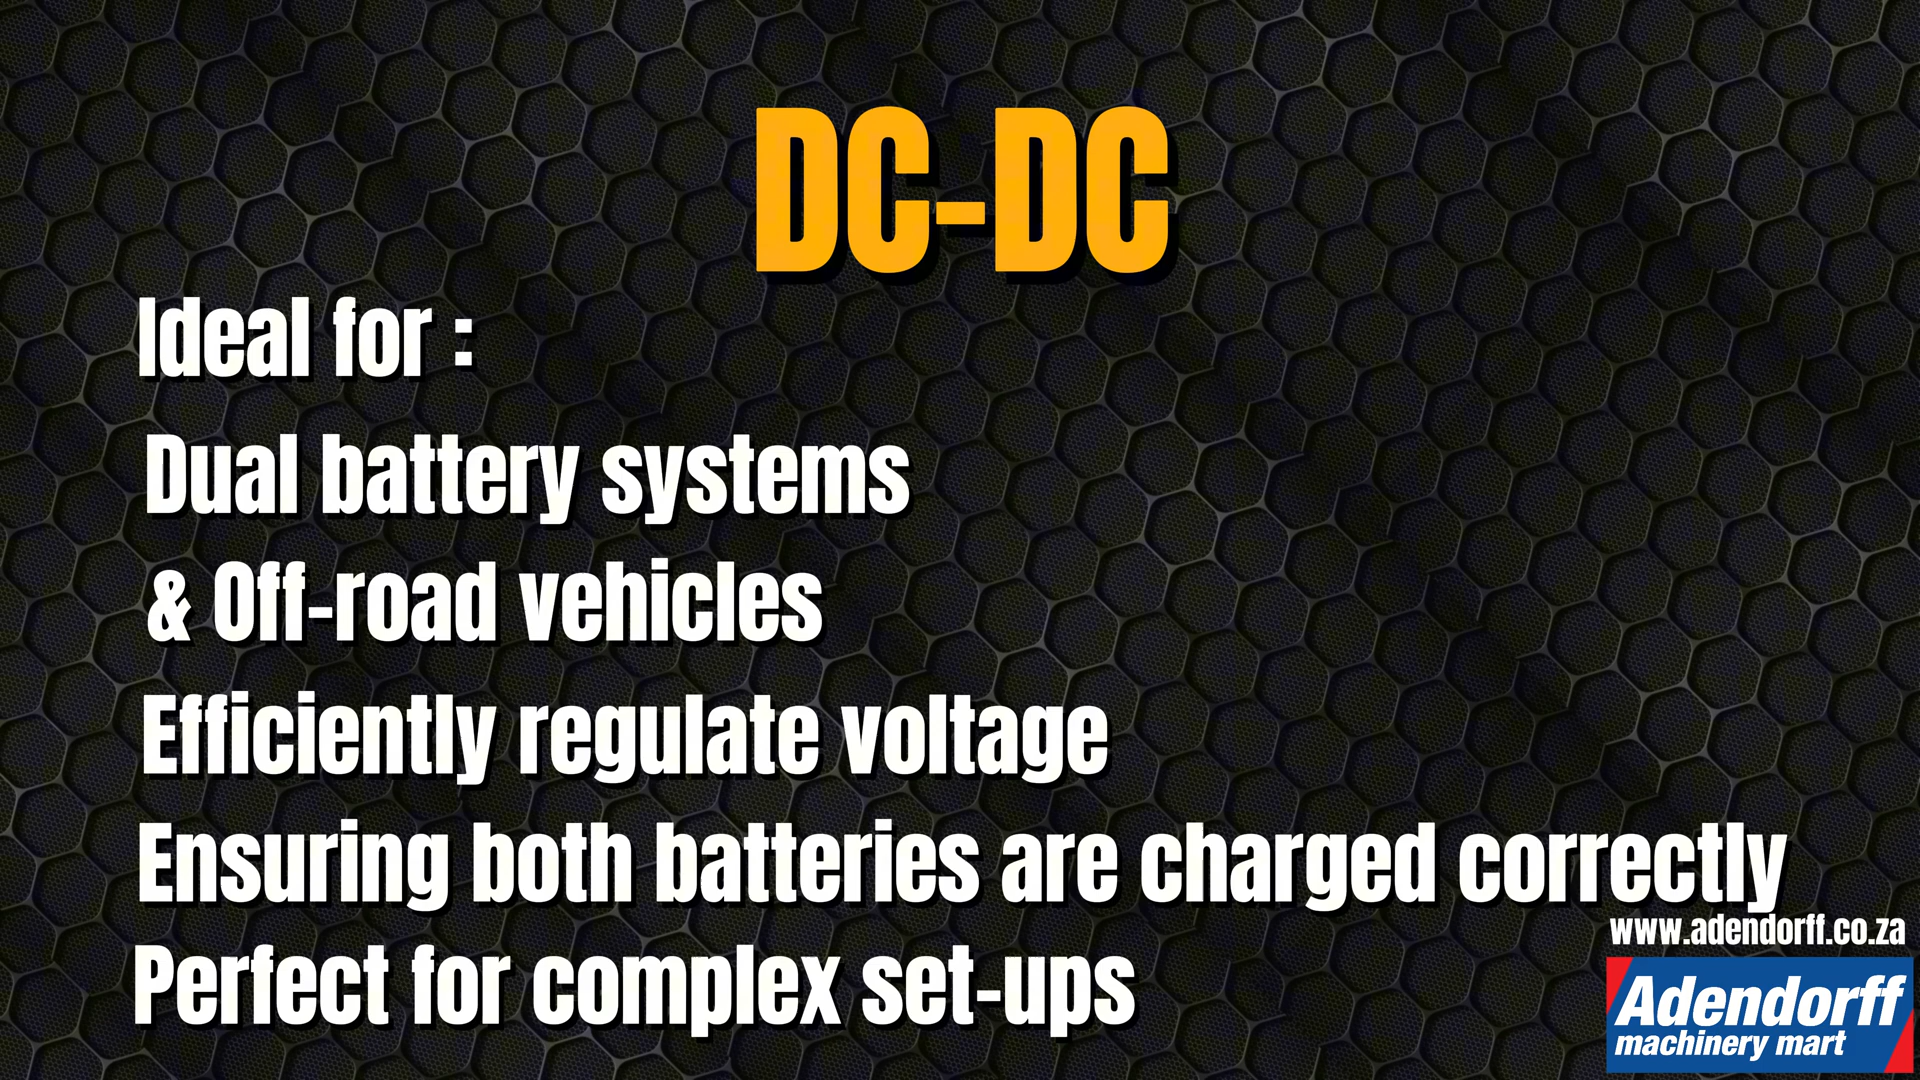 DC-DC
Ideal for :
Dual battery systems
& Off-road vehicles
Efficiently regulate voltage
Ensuring both batteries are charged correctly
Perfect for complex set-ups
www.adendorff.co.za
Adendorff
machinery mart